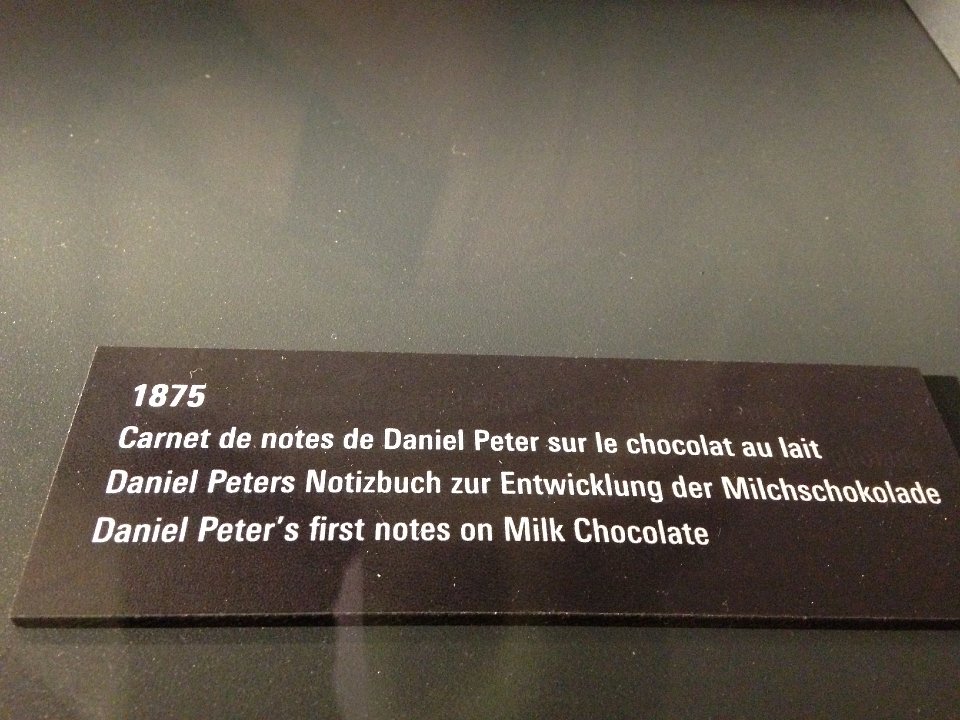 1875
Carnet de notes de Daniel Peter sur le chocolat au lait
Daniel Peters Notizbuch zur Entwicklung der Milchschokolade
Daniel Peter's first notes on Milk Chocolate